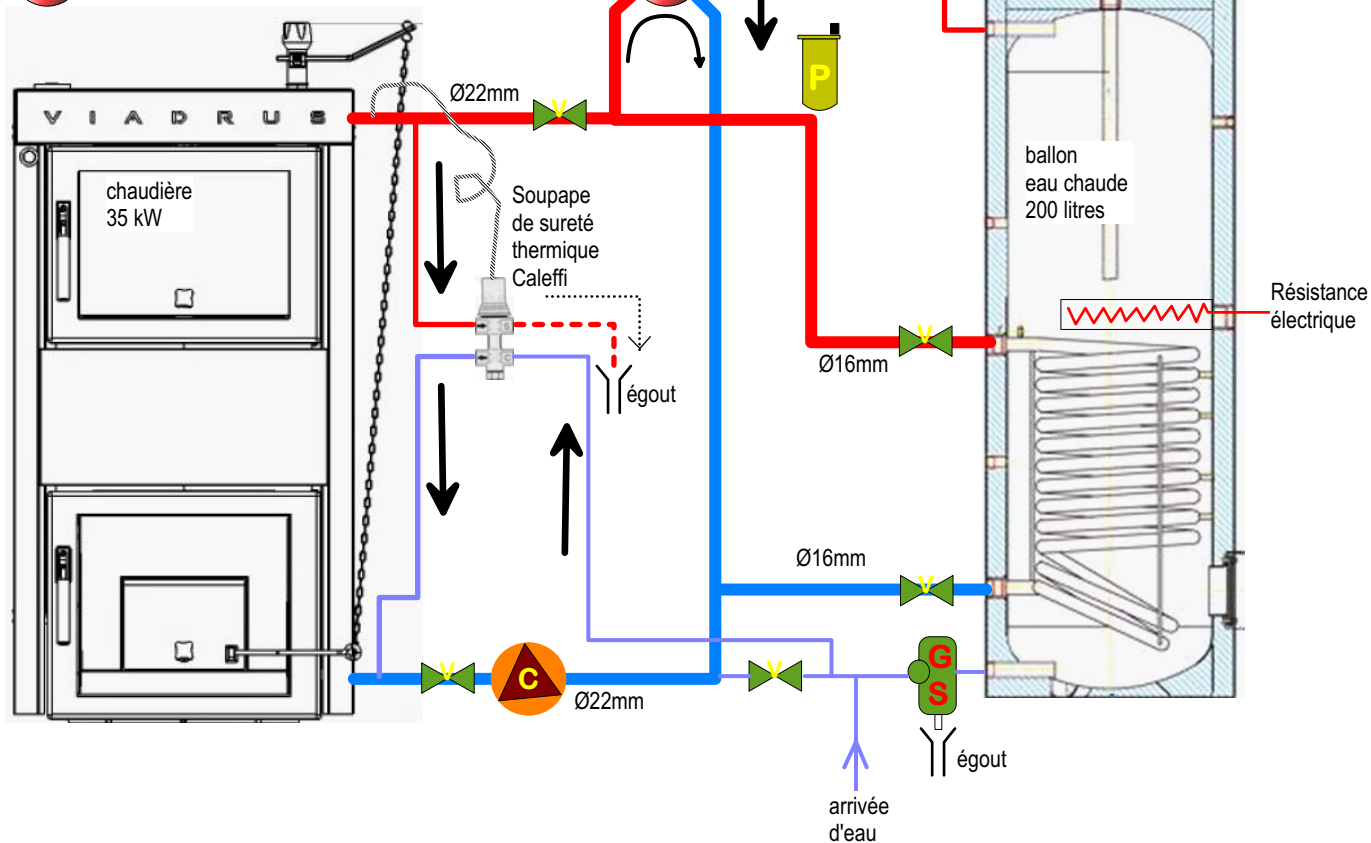 P
Ø22mm
V
V I A D R U S
chaudière
35 kW
Soupape
de sureté
thermique
Caleffi
ballon
eau chaude
200 litres
Résistance
électrique
V
Ø16mm
égout
Ø16mm
V
G
S
V
C
V
Ø22mm
égout
arrivée
d'eau